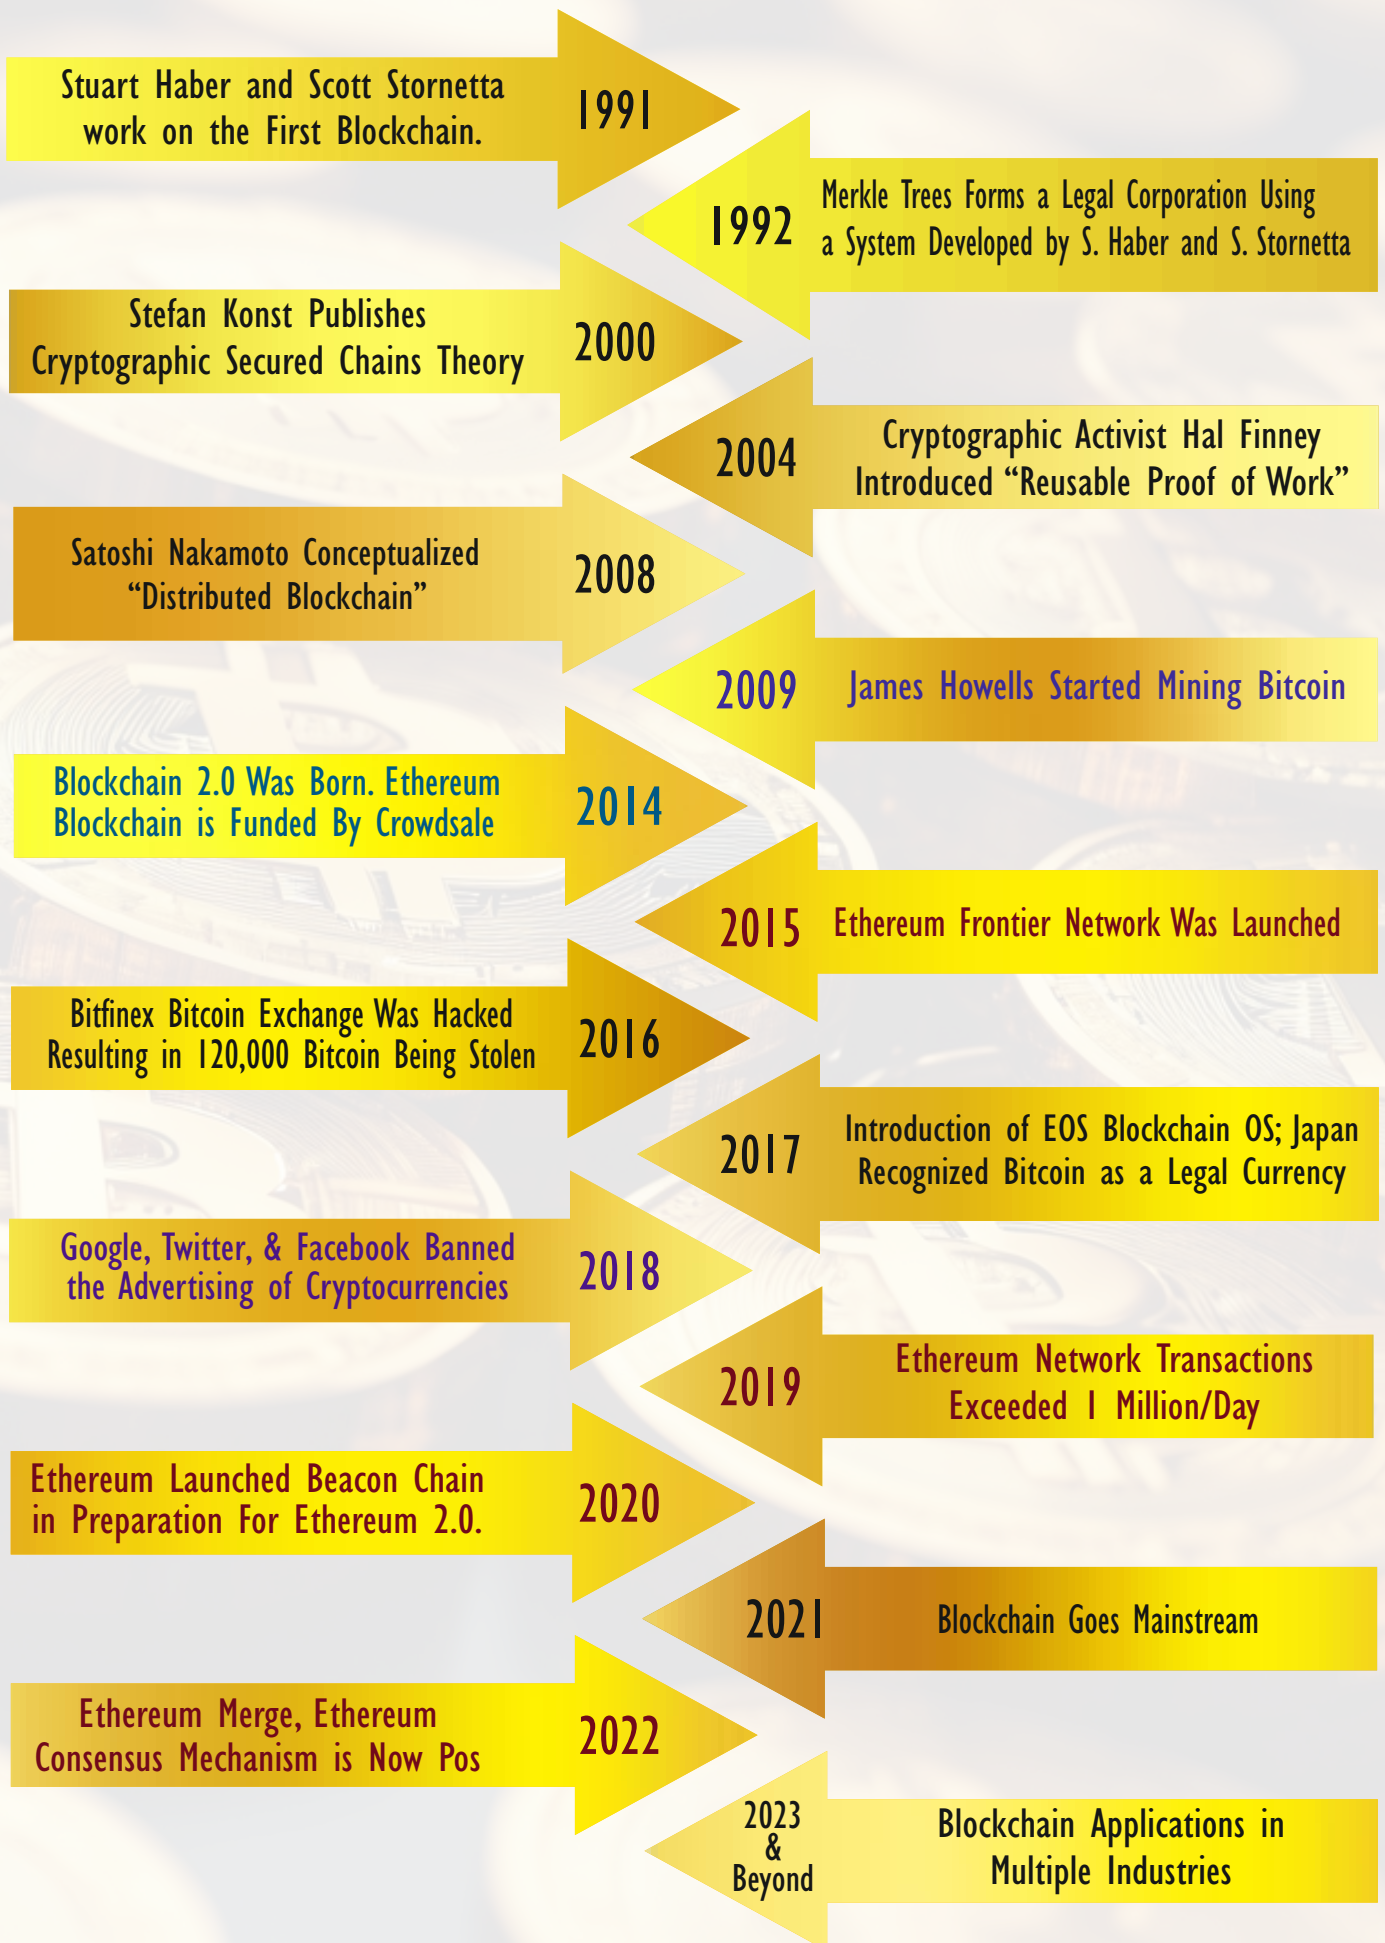 Stuart Haber and Scott Stornetta
work on the First Blockchain.
1991
1992
Merkle Trees Forms a Legal Corporation Using
a System Developed by S. Haber and S. Stornetta
Stefan Konst Publishes
Cryptographic Secured Chains Theory
2000
2004
Cryptographic Activist Hal Finney
Introduced “Reusable Proof of Work”
Satoshi Nakamoto Conceptualized
“Distributed Blockchain”
2008
2009
James Howells Started Mining Bitcoin
Blockchain 2.0 Was Born. Ethereum
Blockchain is Funded By Crowdsale
2014
2015
Ethereum Frontier Network Was Launched
Bitfinex Bitcoin Exchange Was Hacked
Resulting in 120,000 Bitcoin Being Stolen
2016
2017
Introduction of EOS Blockchain OS; Japan
Recognized Bitcoin as a Legal Currency
Google, Twitter, & Facebook Banned
the Advertising of Cryptocurrencies
2018
2019
Ethereum Network Transactions
Exceeded 1 Million/Day
Ethereum Launched Beacon Chain
in Preparation For Ethereum 2.0.
2020
2021
Blockchain Goes Mainstream
Ethereum Merge, Ethereum
Consensus Mechanism is Now Pos
2022
2023
&
Beyond
Blockchain Applications in
Multiple Industries